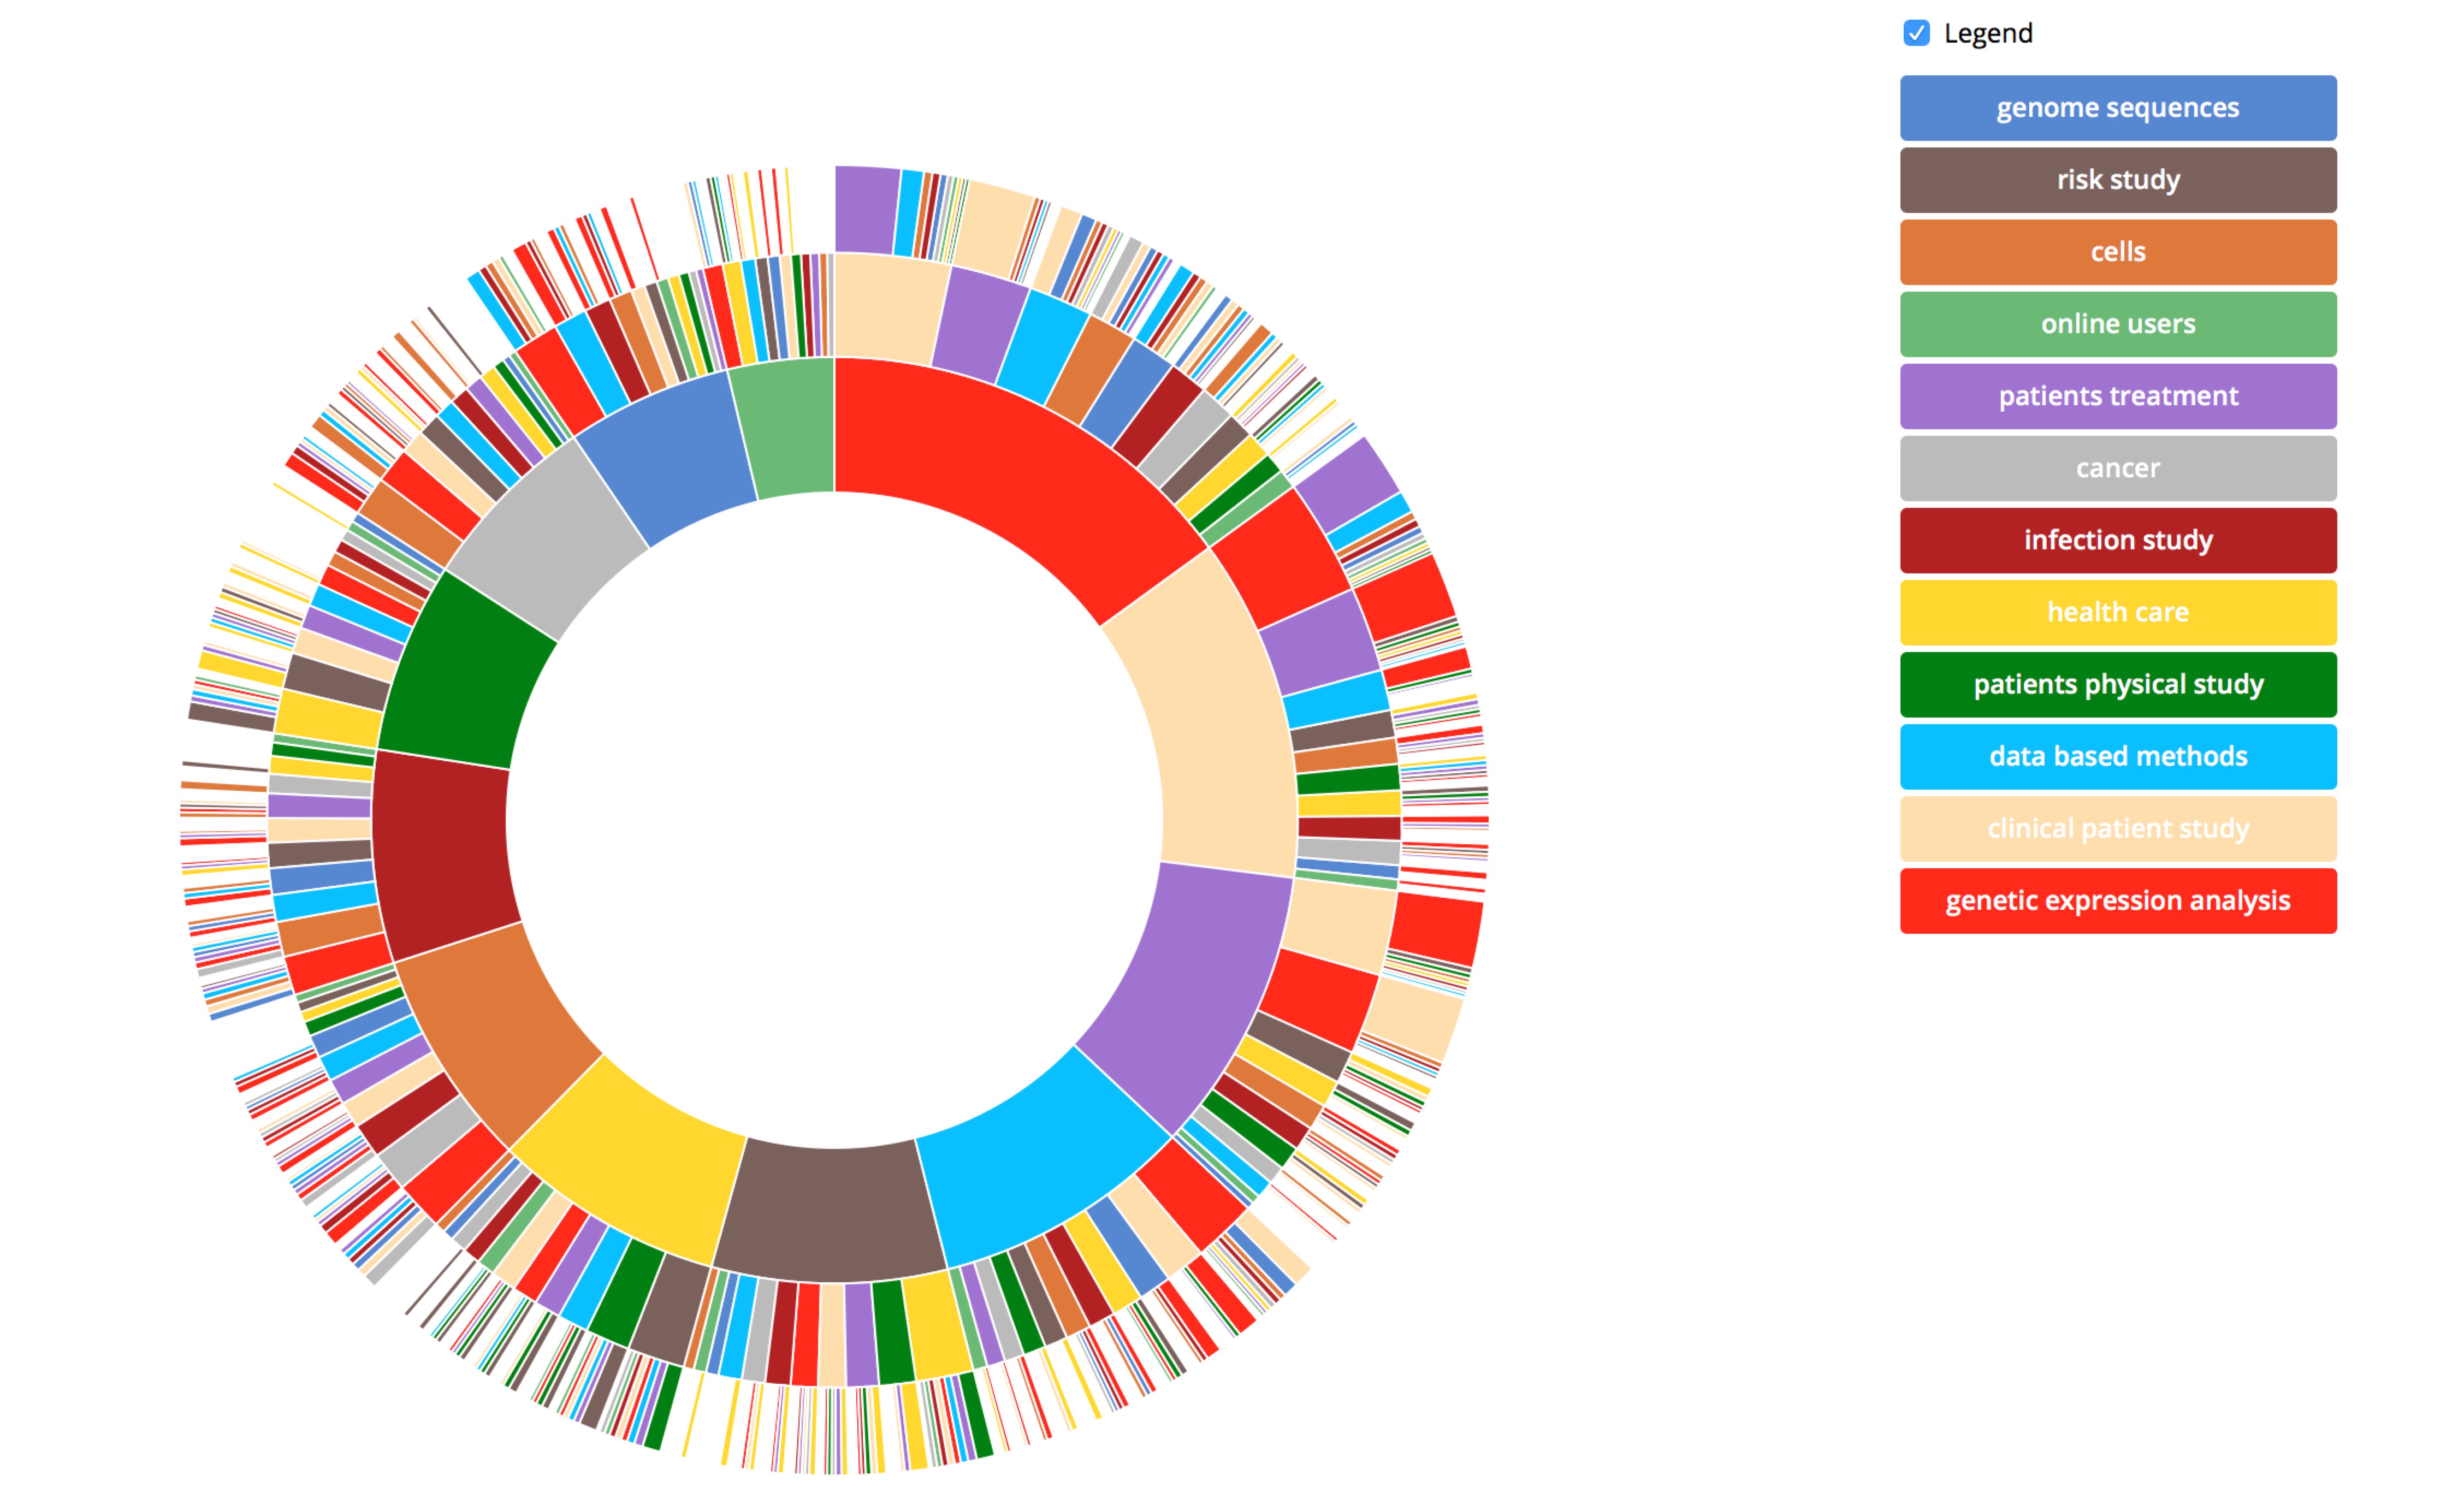 Legend
genome sequences
risk study
cells
online users
patients treatment
cancer
infection study
health care
patients physical study
data based methods
clinical patient study
genetic expression analysis